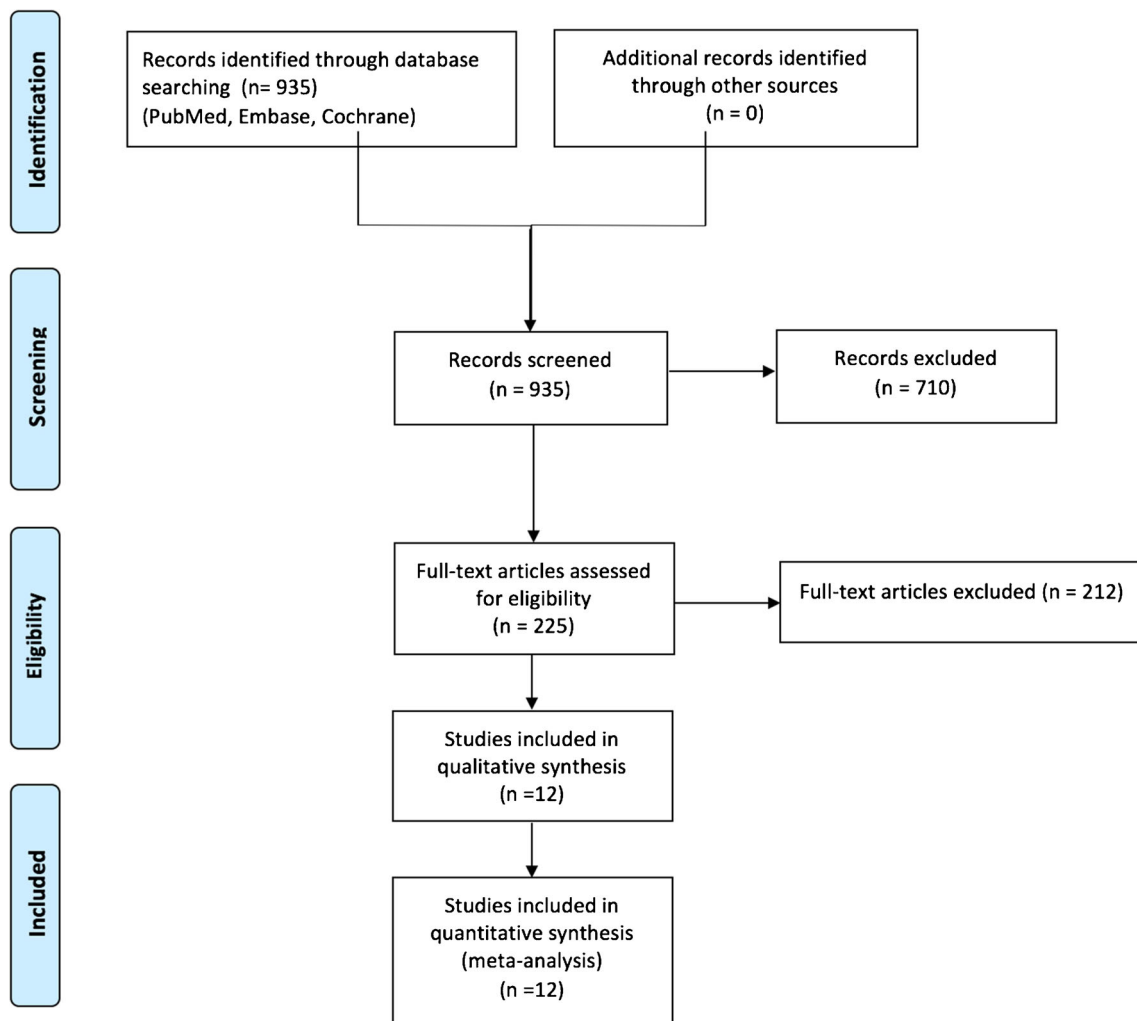 Identification
Records identified through database
searching (n= 935)
(PubMed, Embase, Cochrane)
Additional records identified
through other sources
(n = 0)
Screening
Records screened
(n = 935)
Records excluded
(n = 710)
Eligibility
Full-text articles assessed
for eligibility
(n = 225)
Full-text articles excluded (n = 212)
Studies included in
qualitative synthesis
(n =12)
Included
Studies included in
quantitative synthesis
(meta-analysis)
(n =12)